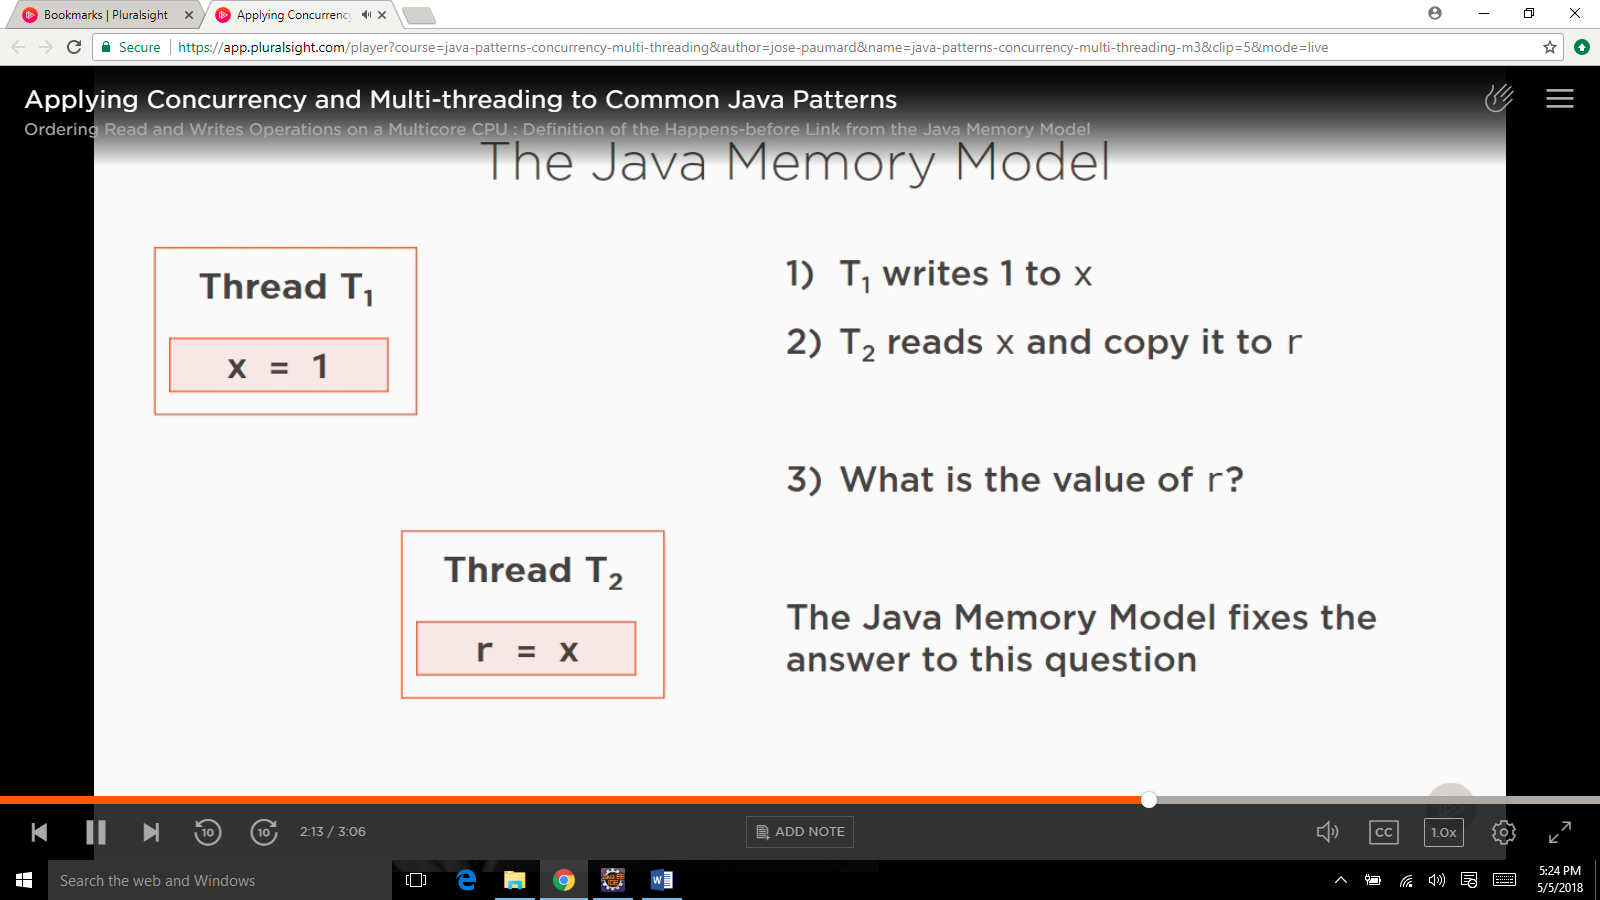 Bookmarks | Pluralsight
Applying Concurrency
Secure https://app.pluralsight.com/player?course=java-patterns-concurrency-multi-threading&author=jose-paumard&name=java-patterns-concurrency-multi-threading-m3&clip=5&mode=live
Applying Concurrency and Multi-threading to Common Java Patterns
Ordering Read and Writes Operations on a Multicore CPU : Definition of the Happens-before Link from the Java Memory Model
The Java Memory Model
Thread T₁
x = 1
1) T₁ writes 1 to x
2) T₂ reads x and copy it to r
3) What is the value of r?
Thread T₂
r = x
The Java Memory Model fixes the
answer to this question
10 10 2:13 / 3:06 ADD NOTE CC 1.0x
Search the web and Windows
5:24 PM
5/5/2018